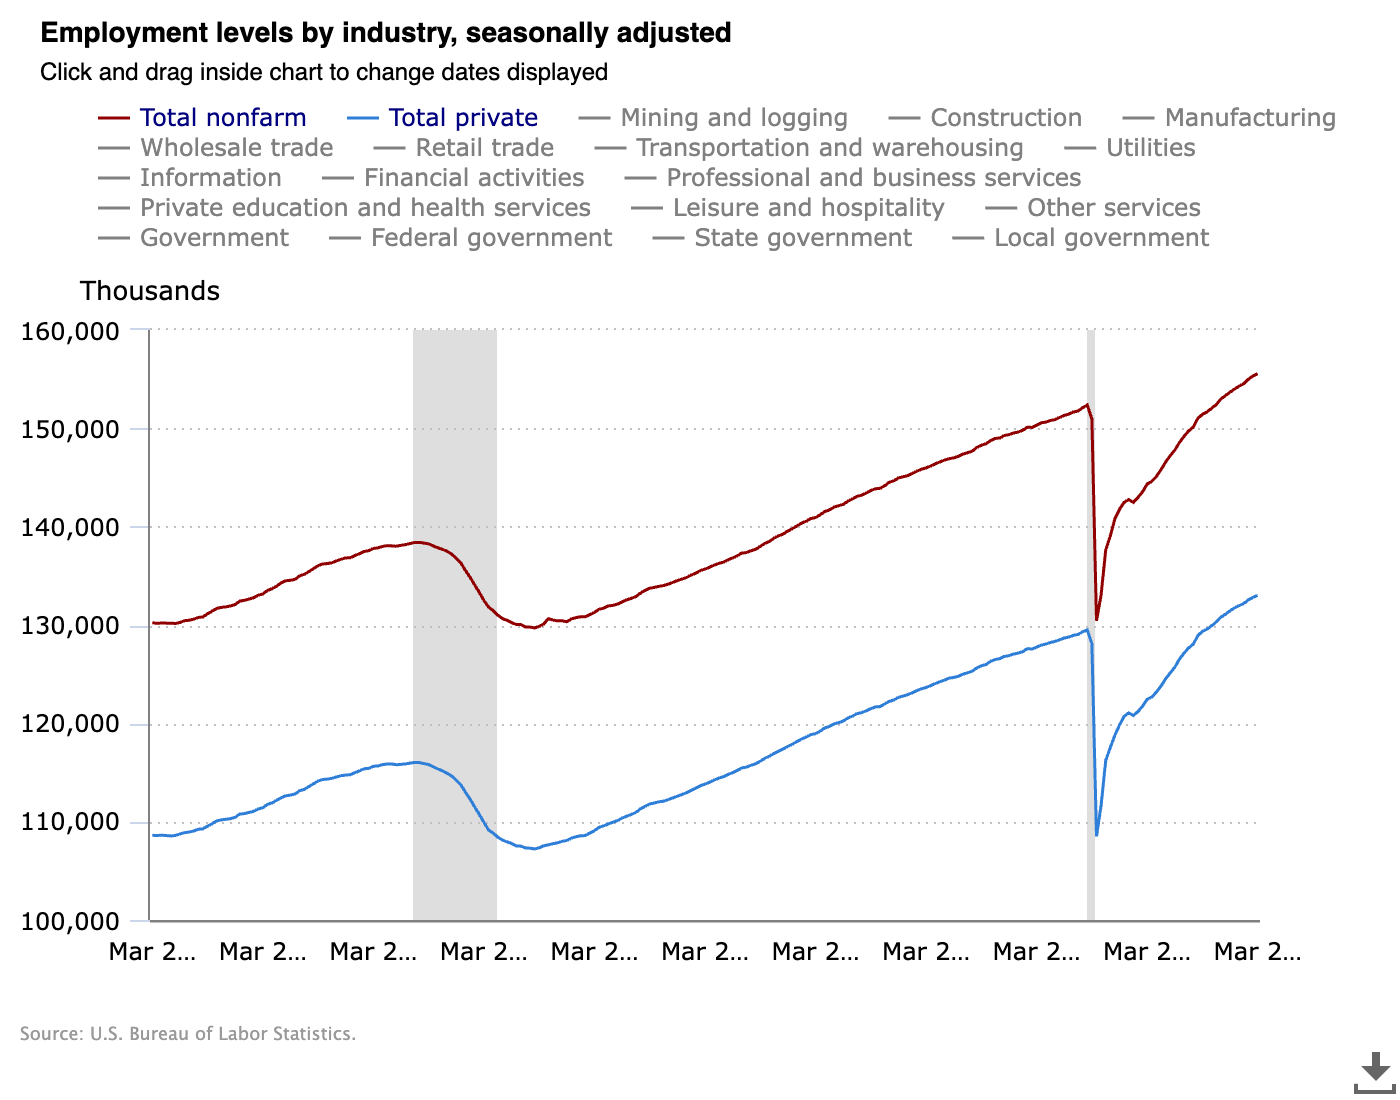 Employment levels by industry, seasonally adjusted
Click and drag inside chart to change dates displayed
Total nonfarm Total private Mining and logging Construction Manufacturing
Wholesale trade Retail trade Transportation and warehousing Utilities
Information Financial activities Professional and business services
Private education and health services Leisure and hospitality Other services
Government Federal government State government Local government
Thousands
160,000
150,000
140,000
130,000
120,000
110,000
100,000
Mar 2... Mar 2... Mar 2... Mar 2... Mar 2... Mar 2... Mar 2... Mar 2... Mar 2... Mar 2... Mar 2...
Source: U.S. Bureau of Labor Statistics.